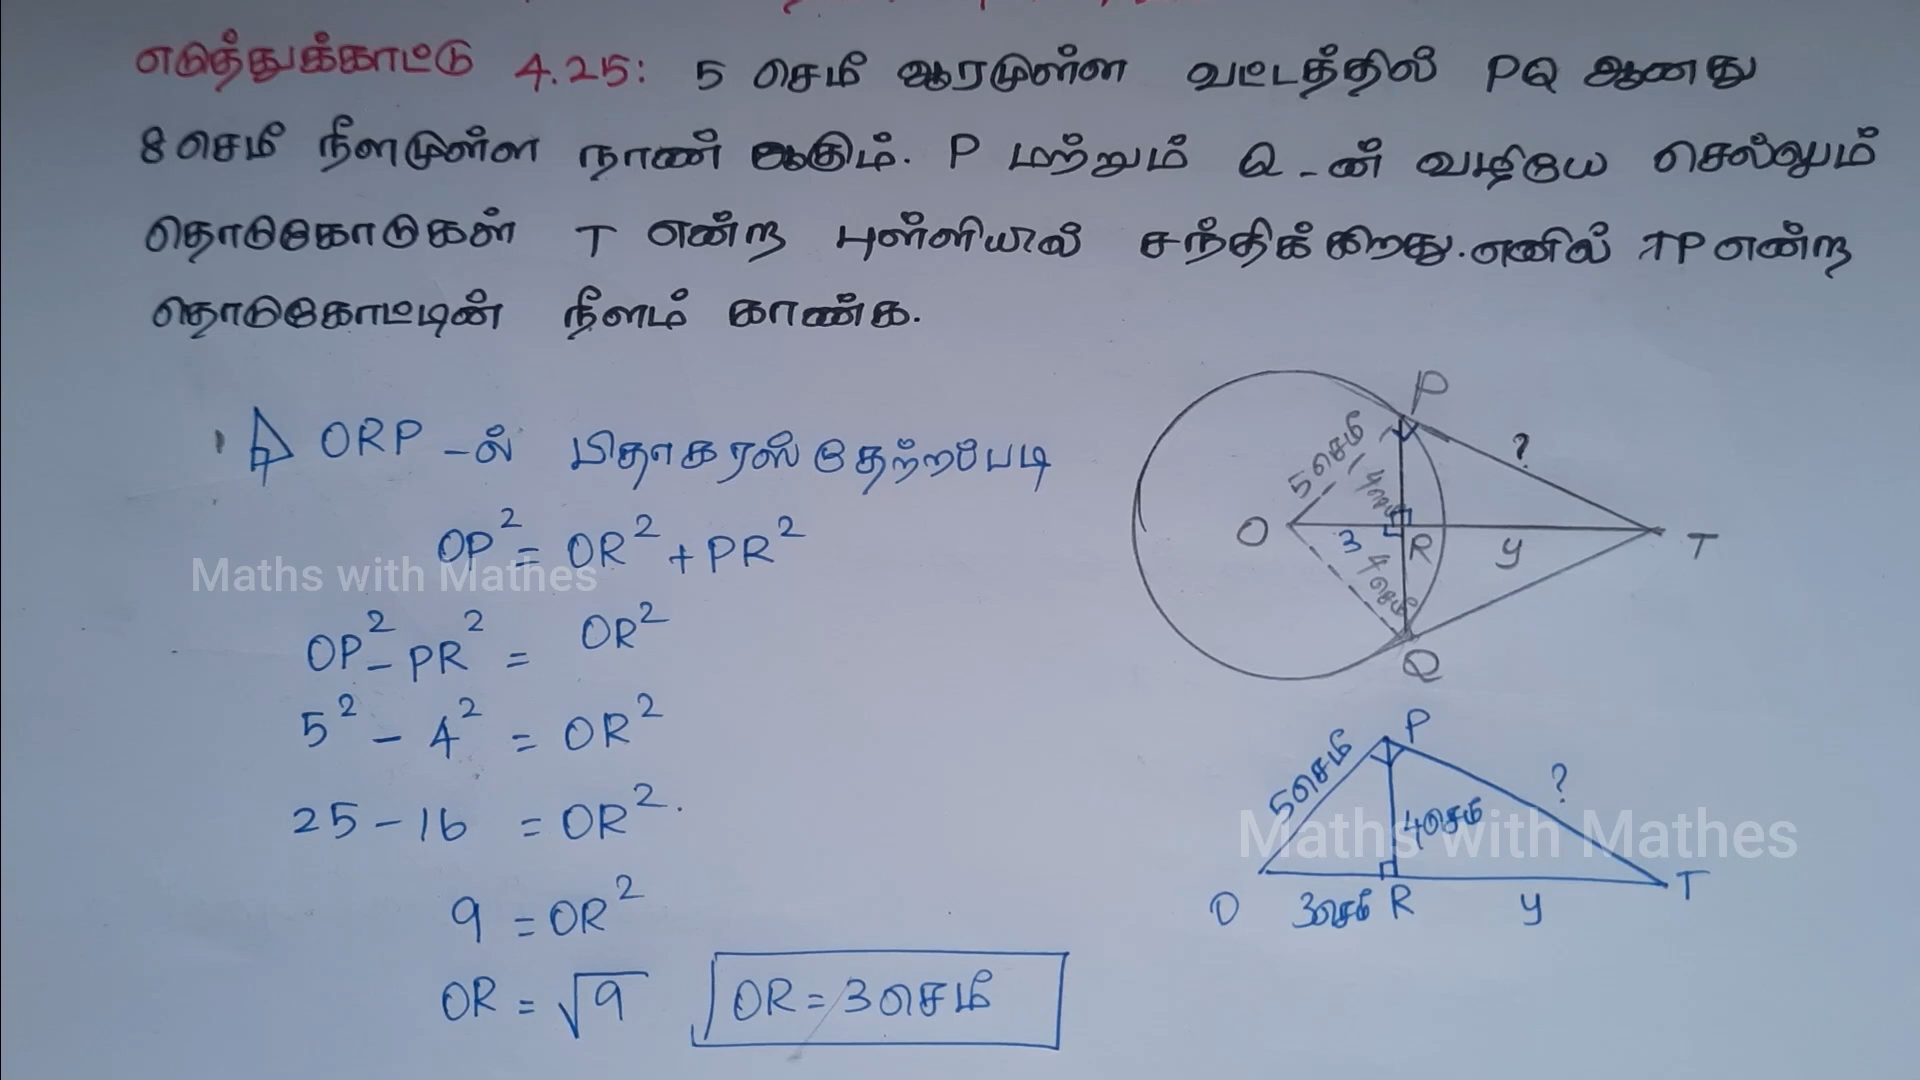 எடுத்துக்காட்டு 4.25: 5 செமீ ஆரமுள்ள வட்டத்தில் PQ ஆனது
8 செமீ நீளமுள்ள நாண் ஆகும். P மற்றும் Q-ன் வழியே செல்லும்
தொடுகோடுகள் T என்ற புள்ளியில் சந்திக்கிறது. எனில் TP என்ற
தொடுகோட்டின் நீளம் காண்க.
ORP -ல் பிதாகரஸ் தேற்றப்படி
OP² = OR² + PR²
Maths with Mathes
OP² - PR² = OR²
5² - 4² = OR²
25 - 16 = OR².
9 = OR²
OR = √9 OR = 3 செமீ
P
5 செமீ
?
4 செமீ
O 3 R y T
4 செமீ
Q
P
5 செமீ
?
4 செமீ
Maths with Mathes
O 3 செமீ R y T